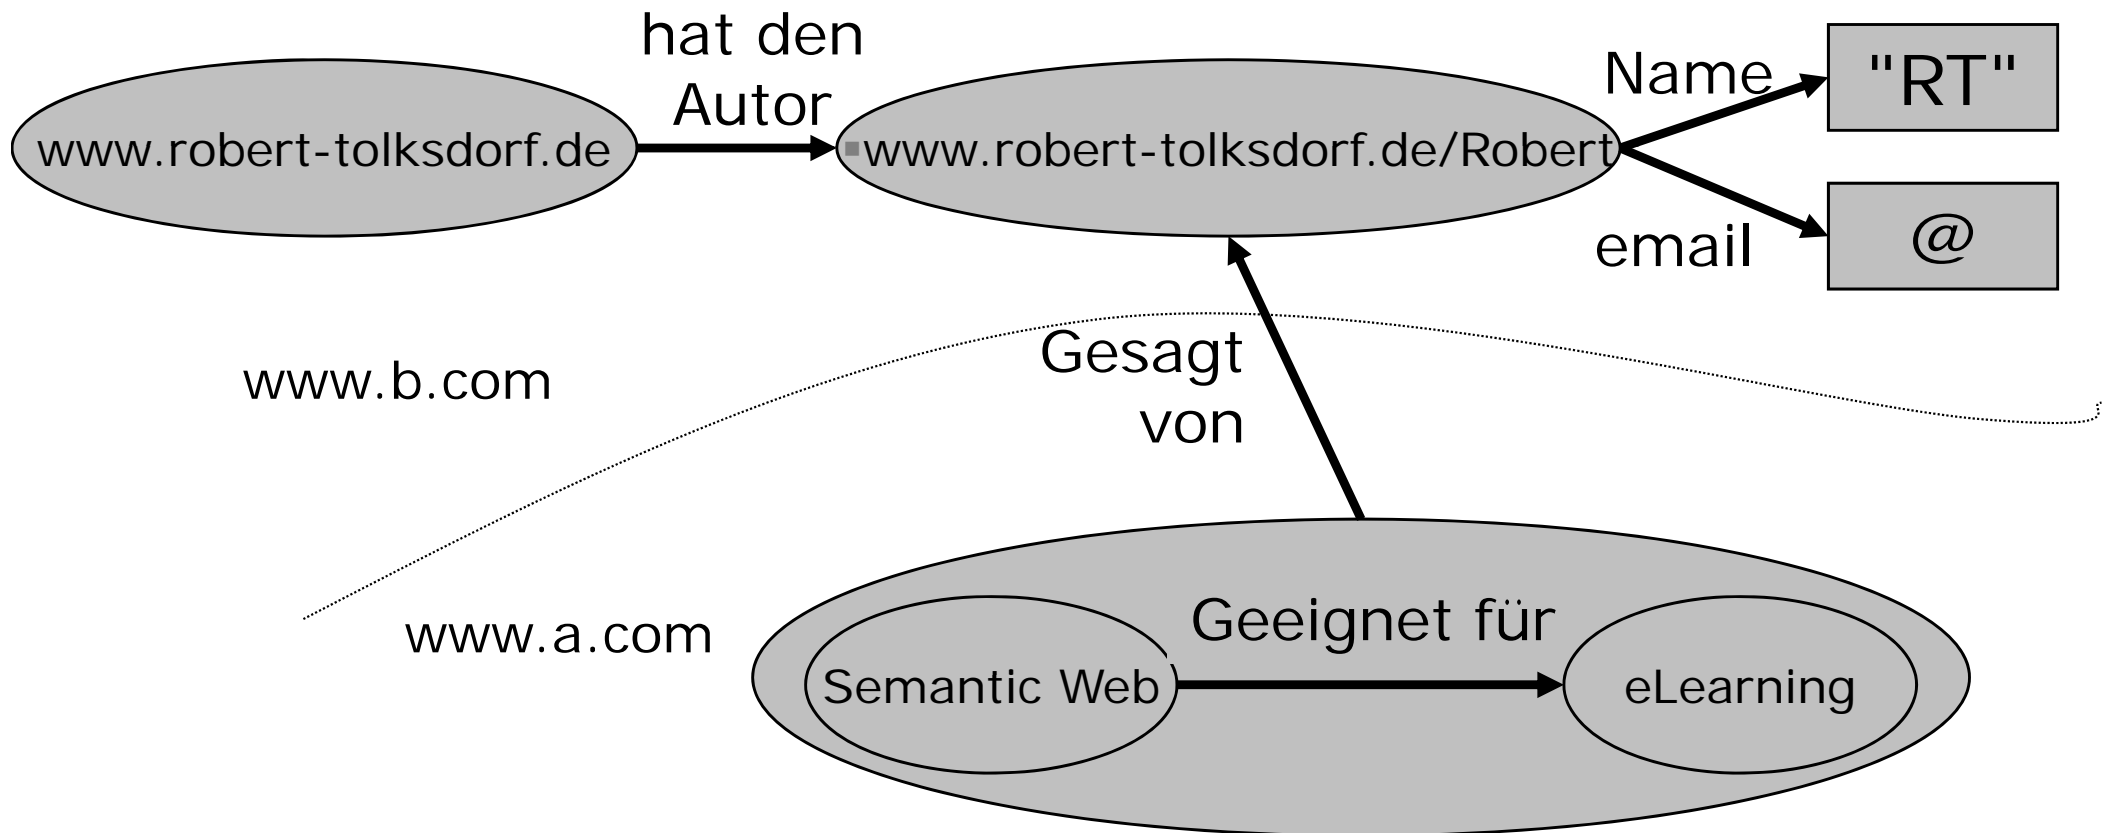 hat den
Autor
www.robert-tolksdorf.de
▪www.robert-tolksdorf.de/Robert
Name
"RT"
email
@
Gesagt
von
www.b.com
www.a.com
Geeignet für
Semantic Web
eLearning